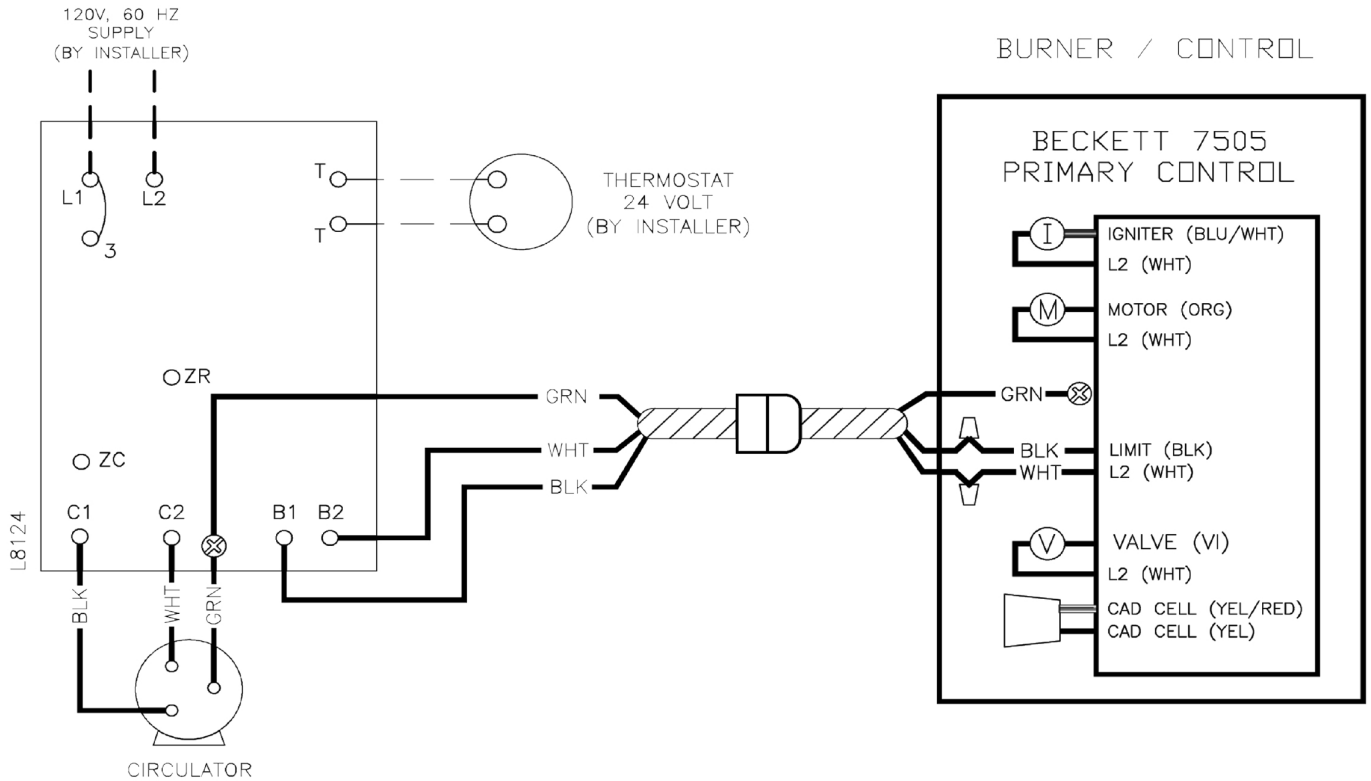 120V, 60 HZ
SUPPLY
(BY INSTALLER)
BURNER / CONTROL
BECKETT 7505
PRIMARY CONTROL
L1
L2
3
T
T
THERMOSTAT
24 VOLT
(BY INSTALLER)
I
IGNITER (BLU/WHT)
L2 (WHT)
M
MOTOR (ORG)
L2 (WHT)
ZR
GRN
GRN
ZC
WHT
BLK
BLK
LIMIT (BLK)
WHT
L2 (WHT)
C1
C2
B1
B2
L8124
V
VALVE (VI)
L2 (WHT)
BLK
WHT
GRN
CAD CELL (YEL/RED)
CAD CELL (YEL)
CIRCULATOR